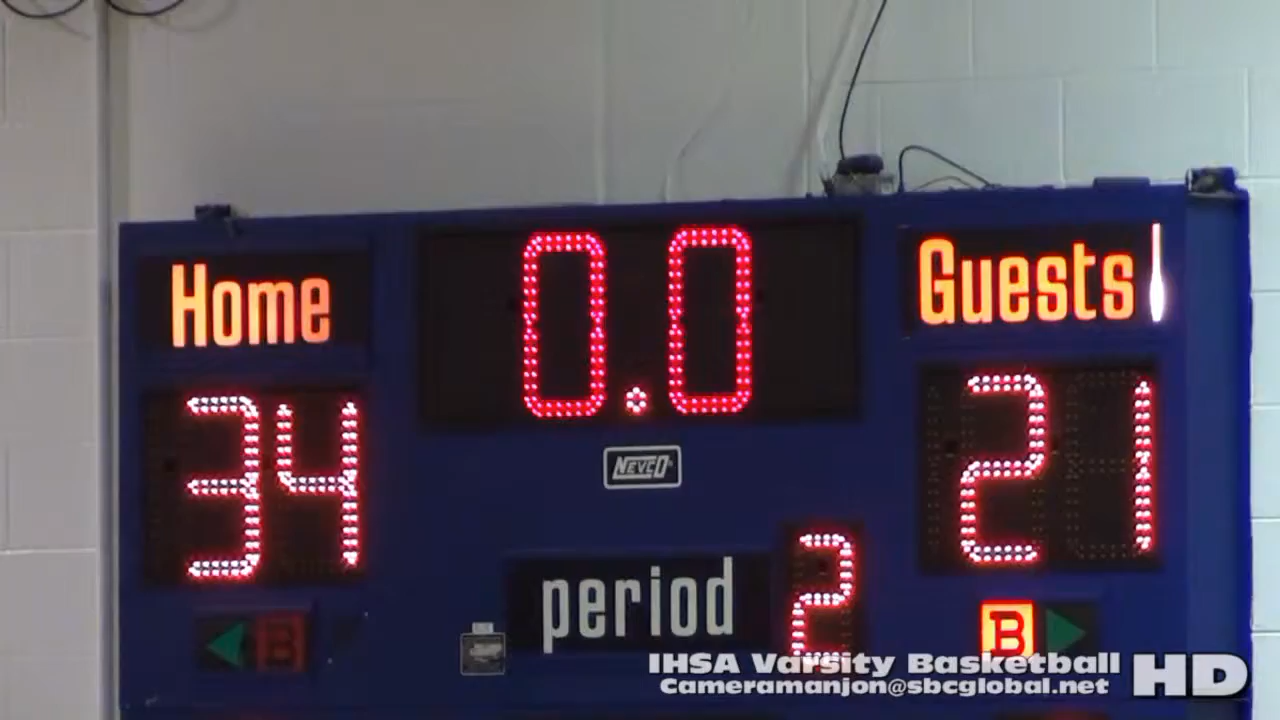 Home 0.0 Guests
34 21
NEVCO
period 2
B B
IHSA Varsity Basketball HD
Cameramanjon@sbcglobal.net